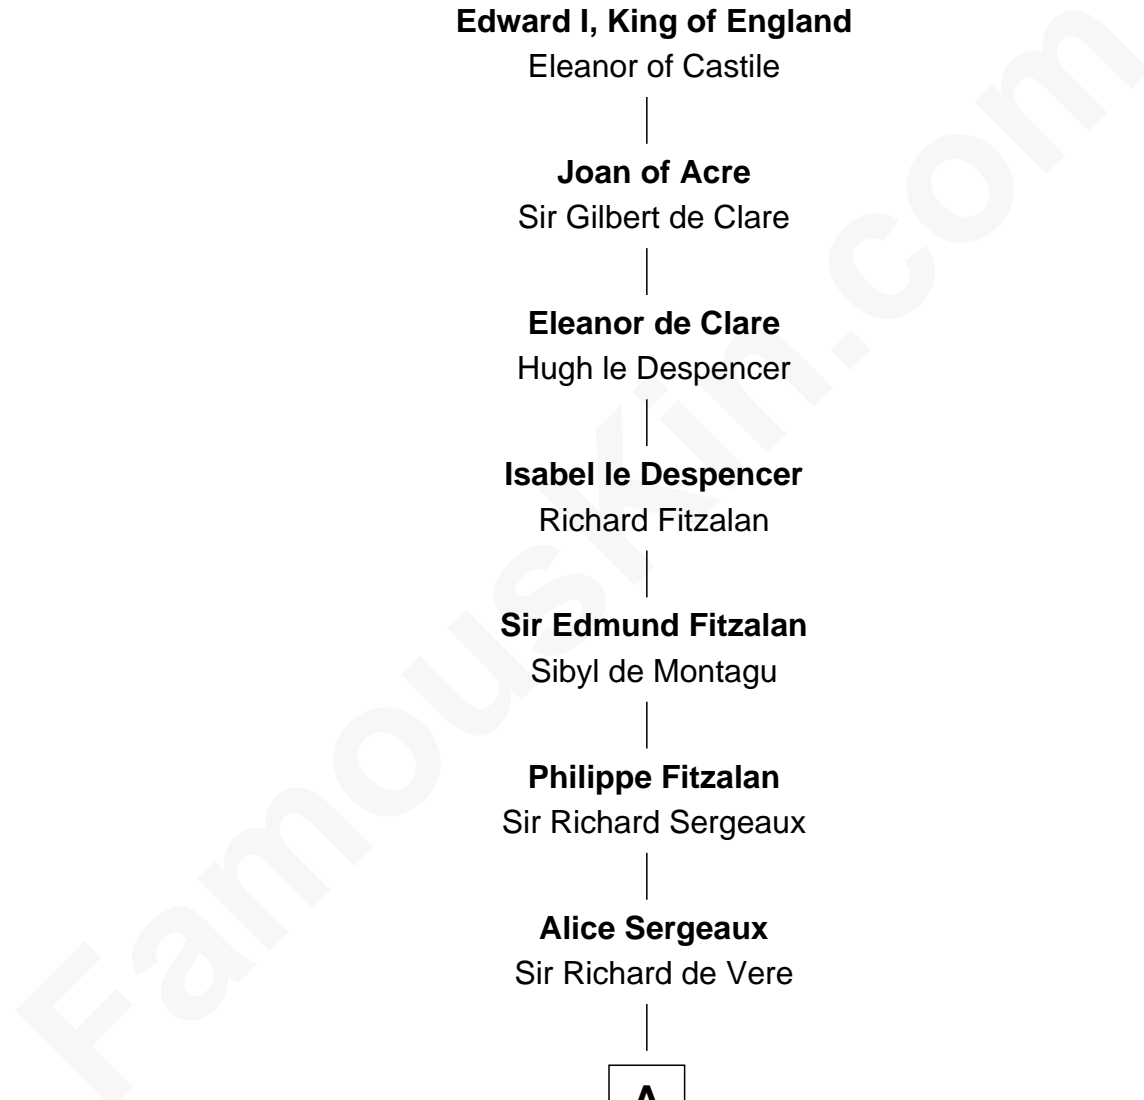 Edward I, King of England
Eleanor of Castile
Joan of Acre
Sir Gilbert de Clare
Eleanor de Clare
Hugh le Despencer
Isabel le Despencer
Richard Fitzalan
Sir Edmund Fitzalan
Sibyl de Montagu
Philippe Fitzalan
Sir Richard Sergeaux
Alice Sergeaux
Sir Richard de Vere
A
FamousKin.com